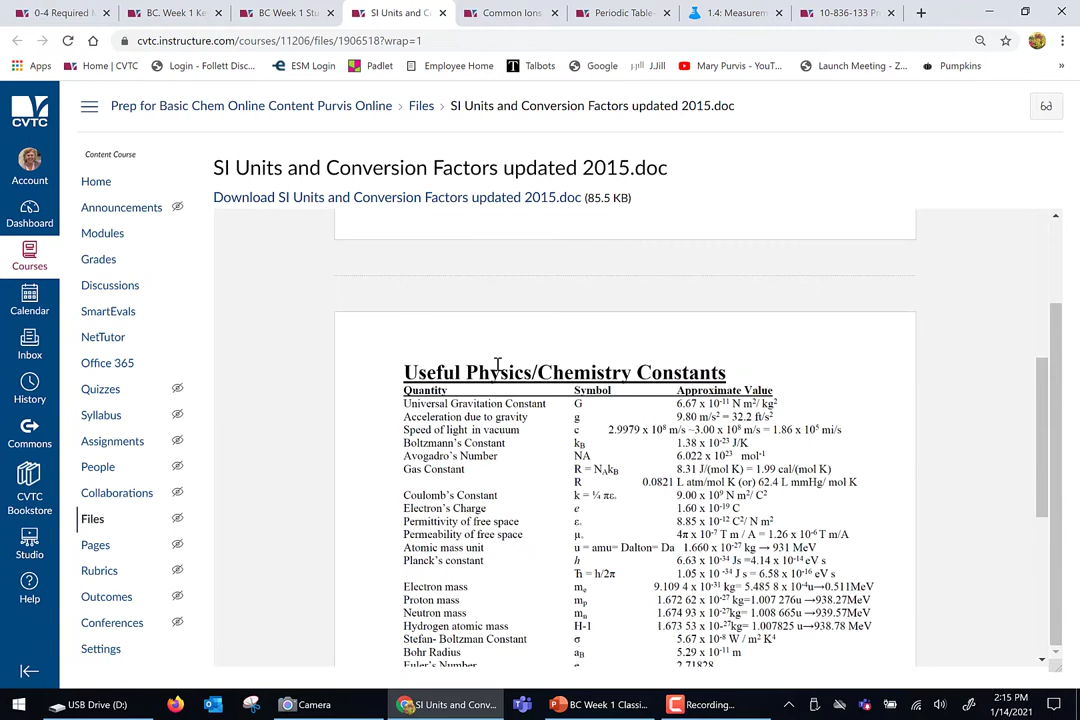 0-4 Required M
BC. Week 1 Ke
BC Week 1 Stu
SI Units and Co
Common Ions.
Periodic Table-
1.4: Measurem
10-836-133 Pr
cvtc.instructure.com/courses/11206/files/1906518?wrap=1
Apps
Home | CVTC
Login - Follett Disc...
ESM Login
Padlet
Employee Home
Talbots
Google
J.Jill
Mary Purvis - YouT...
Launch Meeting - Z...
Pumpkins
»
CVTC
Prep for Basic Chem Online Content Purvis Online › Files › SI Units and Conversion Factors updated 2015.doc
Account
Dashboard
Courses
Calendar
Inbox
History
Commons
CVTC Bookstore
Studio
Help
Content Course
Home
Announcements
Modules
Grades
Discussions
SmartEvals
NetTutor
Office 365
Quizzes
Syllabus
Assignments
People
Collaborations
Files
Pages
Rubrics
Outcomes
Conferences
Settings
SI Units and Conversion Factors updated 2015.doc
Download SI Units and Conversion Factors updated 2015.doc (85.5 KB)
Useful Physics/Chemistry Constants
Quantity Symbol Approximate Value
Universal Gravitation Constant G 6.67 x 10⁻¹¹ N m²/ kg²
Acceleration due to gravity g 9.80 m/s² = 32.2 ft/s²
Speed of light in vacuum c 2.9979 x 10⁸ m/s ~3.00 x 10⁸ m/s = 1.86 x 10⁵ mi/s
Boltzmann's Constant kB 1.38 x 10⁻²³ J/K
Avogadro's Number NA 6.022 x 10²³ mol⁻¹
Gas Constant R = NAkB 8.31 J/(mol K) = 1.99 cal/(mol K)
R 0.0821 L atm/mol K (or) 62.4 L mmHg/ mol K
Coulomb's Constant k = ¼ πε₀ 9.00 x 10⁹ N m²/ C²
Electron's Charge e 1.60 x 10⁻¹⁹ C
Permittivity of free space ε₀ 8.85 x 10⁻¹² C²/ N m²
Permeability of free space µ₀ 4π x 10⁻⁷ T m / A = 1.26 x 10⁻⁶ T m/A
Atomic mass unit u = amu= Dalton= Da 1.660 x 10⁻²⁷ kg → 931 MeV
Planck's constant h 6.63 x 10⁻³⁴ Js =4.14 x 10⁻¹⁴ eV s
Ћ = h/2π 1.05 x 10 ⁻³⁴ J s = 6.58 x 10⁻¹⁶ eV s
Electron mass me 9.109 4 x 10⁻³¹ kg= 5.485 8 x 10⁻⁴u→0.511MeV
Proton mass mp 1.672 62 x 10⁻²⁷ kg=1.007 276u →938.27MeV
Neutron mass mn 1.674 93 x 10⁻²⁷kg= 1.008 665u →939.57MeV
Hydrogen atomic mass H-1 1.673 53 x 10-²⁷kg= 1.007825 u→938.78 MeV
Stefan- Boltzman Constant σ 5.67 x 10⁻⁸ W / m² K⁴
Bohr Radius aB 5.29 x 10⁻¹¹ m
Euler's Number e 2.71828
USB Drive (D:)
Camera
SI Units and Conv...
BC Week 1 Classi...
Recording...
2:15 PM
1/14/2021